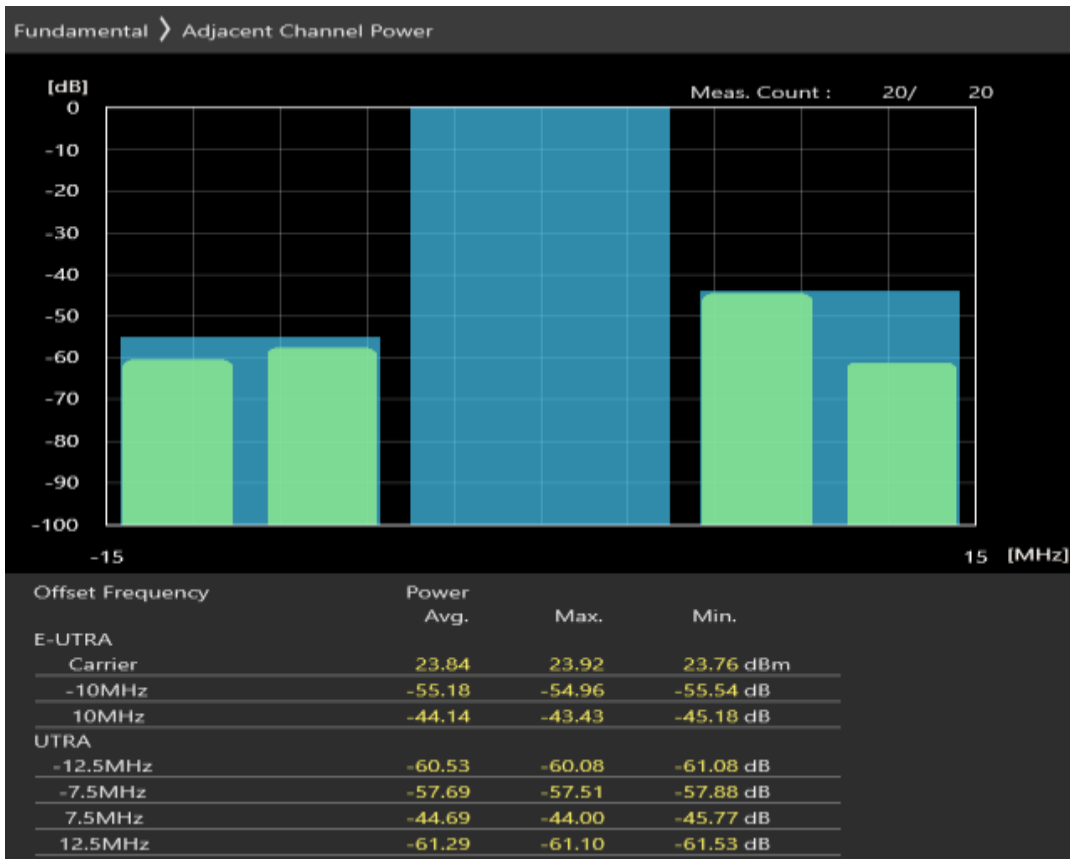 Fundamental 》 Adjacent Channel Power
[dB]
Meas. Count : 20/ 20
0
-10
-20
-30
-40
-50
-60
-70
-80
-90
-100
-15 15 [MHz]
Offset Frequency Power
Avg. Max. Min.
E-UTRA
Carrier 23.84 23.92 23.76 dBm
-10MHz -55.18 -54.96 -55.54 dB
10MHz -44.14 -43.43 -45.18 dB
UTRA
-12.5MHz -60.53 -60.08 -61.08 dB
-7.5MHz -57.69 -57.51 -57.88 dB
7.5MHz -44.69 -44.00 -45.77 dB
12.5MHz -61.29 -61.10 -61.53 dB